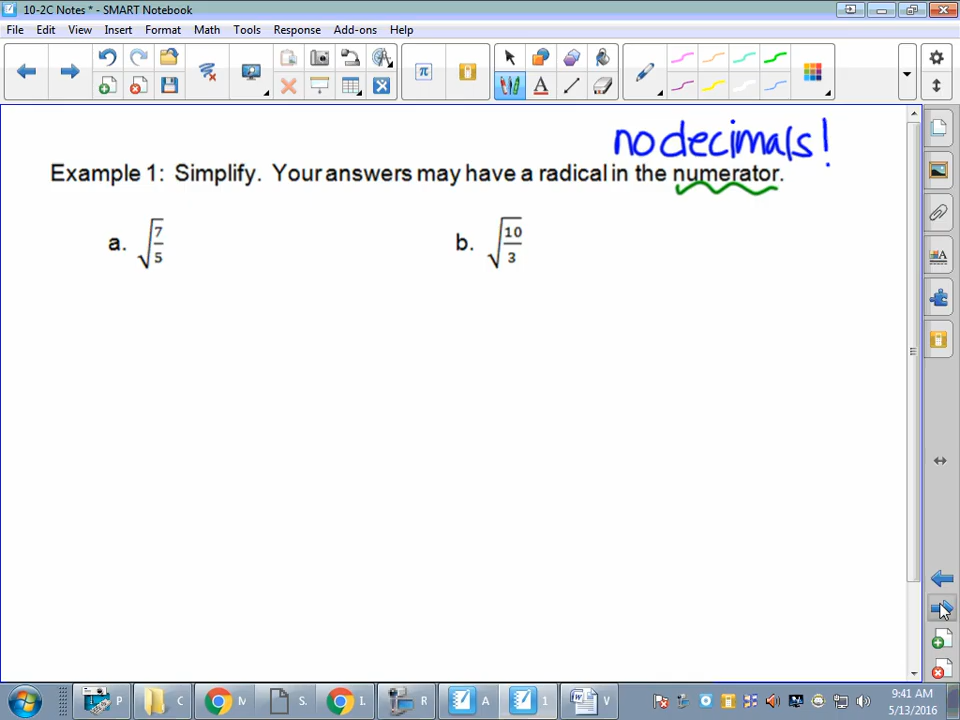 10-2C Notes * - SMART Notebook
File Edit View Insert Format Math Tools Response Add-ons Help
π
A
no decimals!
Example 1: Simplify. Your answers may have a radical in the numerator.
a. √7/5 b. √10/3
P C S. R A 1 V
9:41 AM
5/13/2016